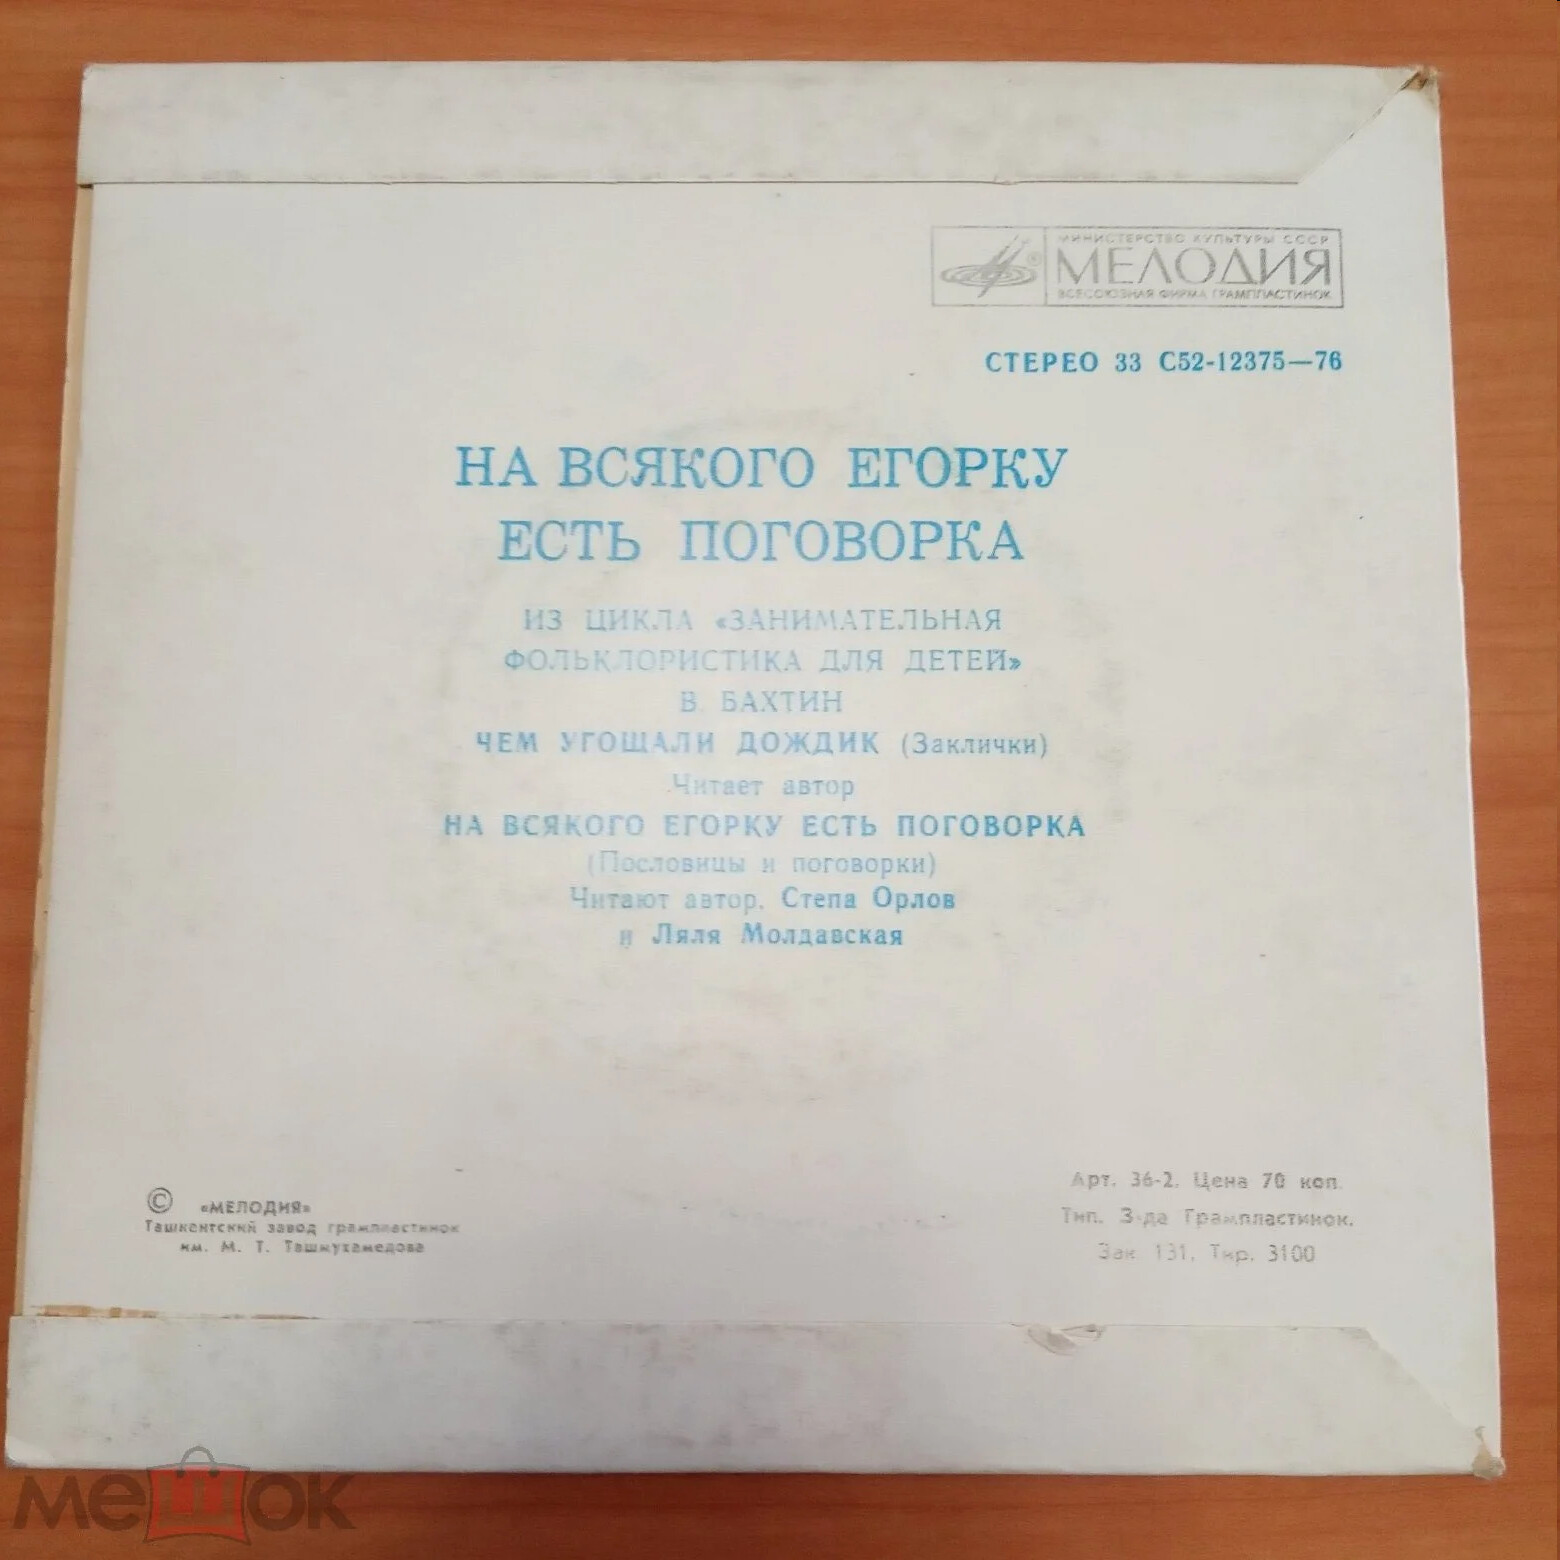 МИНИСТЕРСТВО КУЛЬТУРЫ СССР
МЕЛОДИЯ
ВСЕСОЮЗНАЯ ФИРМА ГРАМПЛАСТИНОК
СТЕРЕО 33 С52-12375—76
НА ВСЯКОГО ЕГОРКУ
ЕСТЬ ПОГОВОРКА
ИЗ ЦИКЛА «ЗАНИМАТЕЛЬНАЯ
ФОЛЬКЛОРИСТИКА ДЛЯ ДЕТЕЙ»
В. БАХТИН
ЧЕМ УГОЩАЛИ ДОЖДИК (Заклички)
Читает автор
НА ВСЯКОГО ЕГОРКУ ЕСТЬ ПОГОВОРКА
(Пословицы и поговорки)
Читают автор, Степа Орлов
и Ляля Молдавская
© «МЕЛОДИЯ»
Ташкентский завод грампластинок
им. М. Т. Ташмухамедова
Арт. 36-2. Цена 70 коп.
Тип. З-да Грампластинок.
Зак. 131. Тир. 3100
мешок